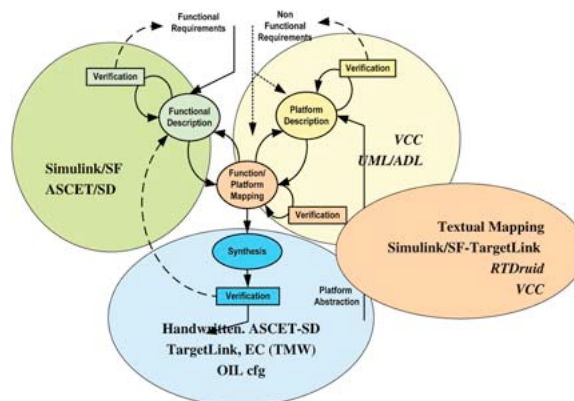 Functional
Requirements
Non
Functional
Requirements
Verification
Verification
Functional
Description
Platform
Description
VCC
UML/ADL
Simulink/SF
ASCET/SD
Function/
Platform
Mapping
Verification
Textual Mapping
Simulink/SF-TargetLink
RTDruid
VCC
Synthesis
Platform
Abstraction
Verification
Handwritten. ASCET-SD
TargetLink, EC (TMW)
OIL cfg